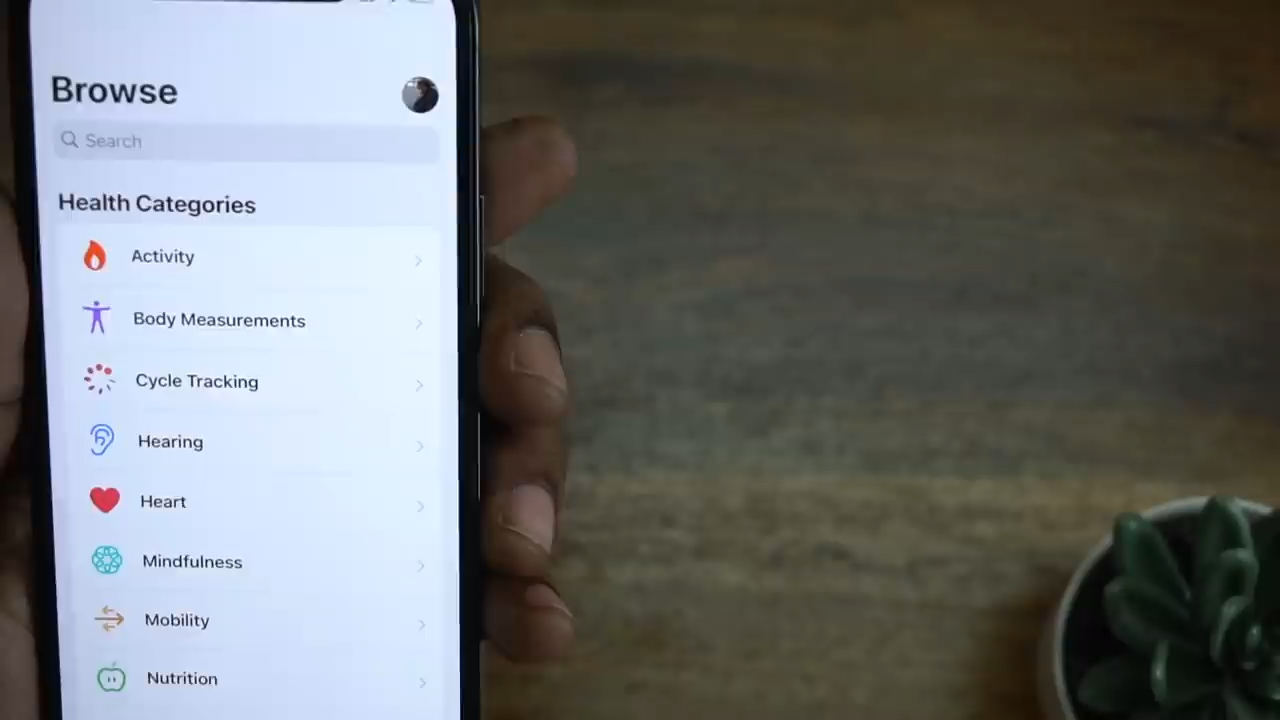 Browse
Search
Health Categories
Activity
Body Measurements
Cycle Tracking
Hearing
Heart
Mindfulness
Mobility
Nutrition